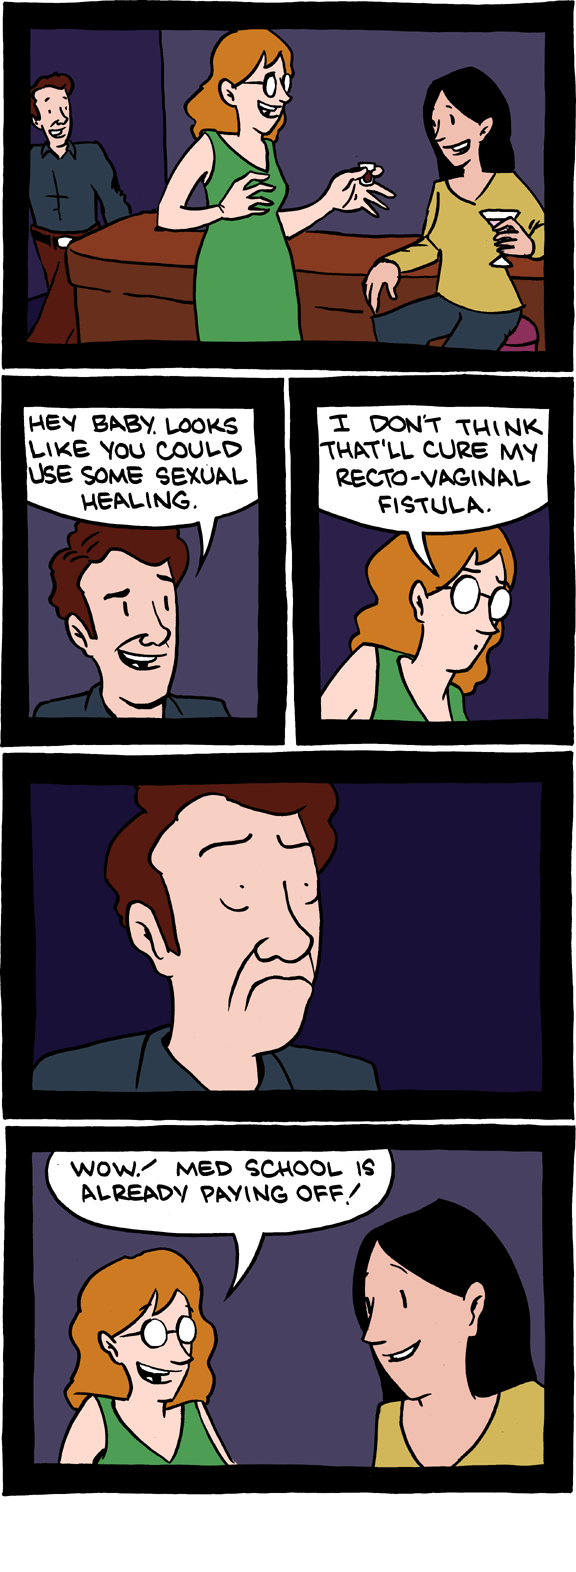 HEY BABY. LOOKS
LIKE YOU COULD
USE SOME SEXUAL
HEALING.
I DON'T THINK
THAT'LL CURE MY
RECTO-VAGINAL
FISTULA.
WOW! MED SCHOOL IS
ALREADY PAYING OFF!